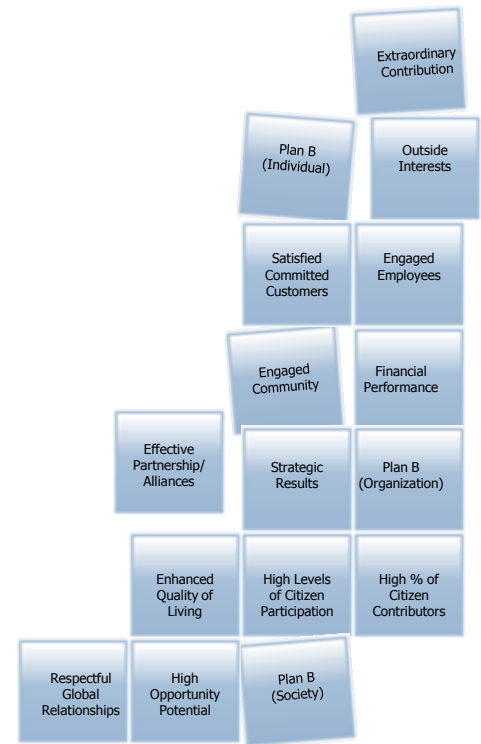 Extraordinary
Contribution
Plan B
(Individual)
Outside
Interests
Satisfied
Committed
Customers
Engaged
Employees
Engaged
Community
Financial
Performance
Effective
Partnership/
Alliances
Strategic
Results
Plan B
(Organization)
Enhanced
Quality of
Living
High Levels
of Citizen
Participation
High % of
Citizen
Contributors
Respectful
Global
Relationships
High
Opportunity
Potential
Plan B
(Society)